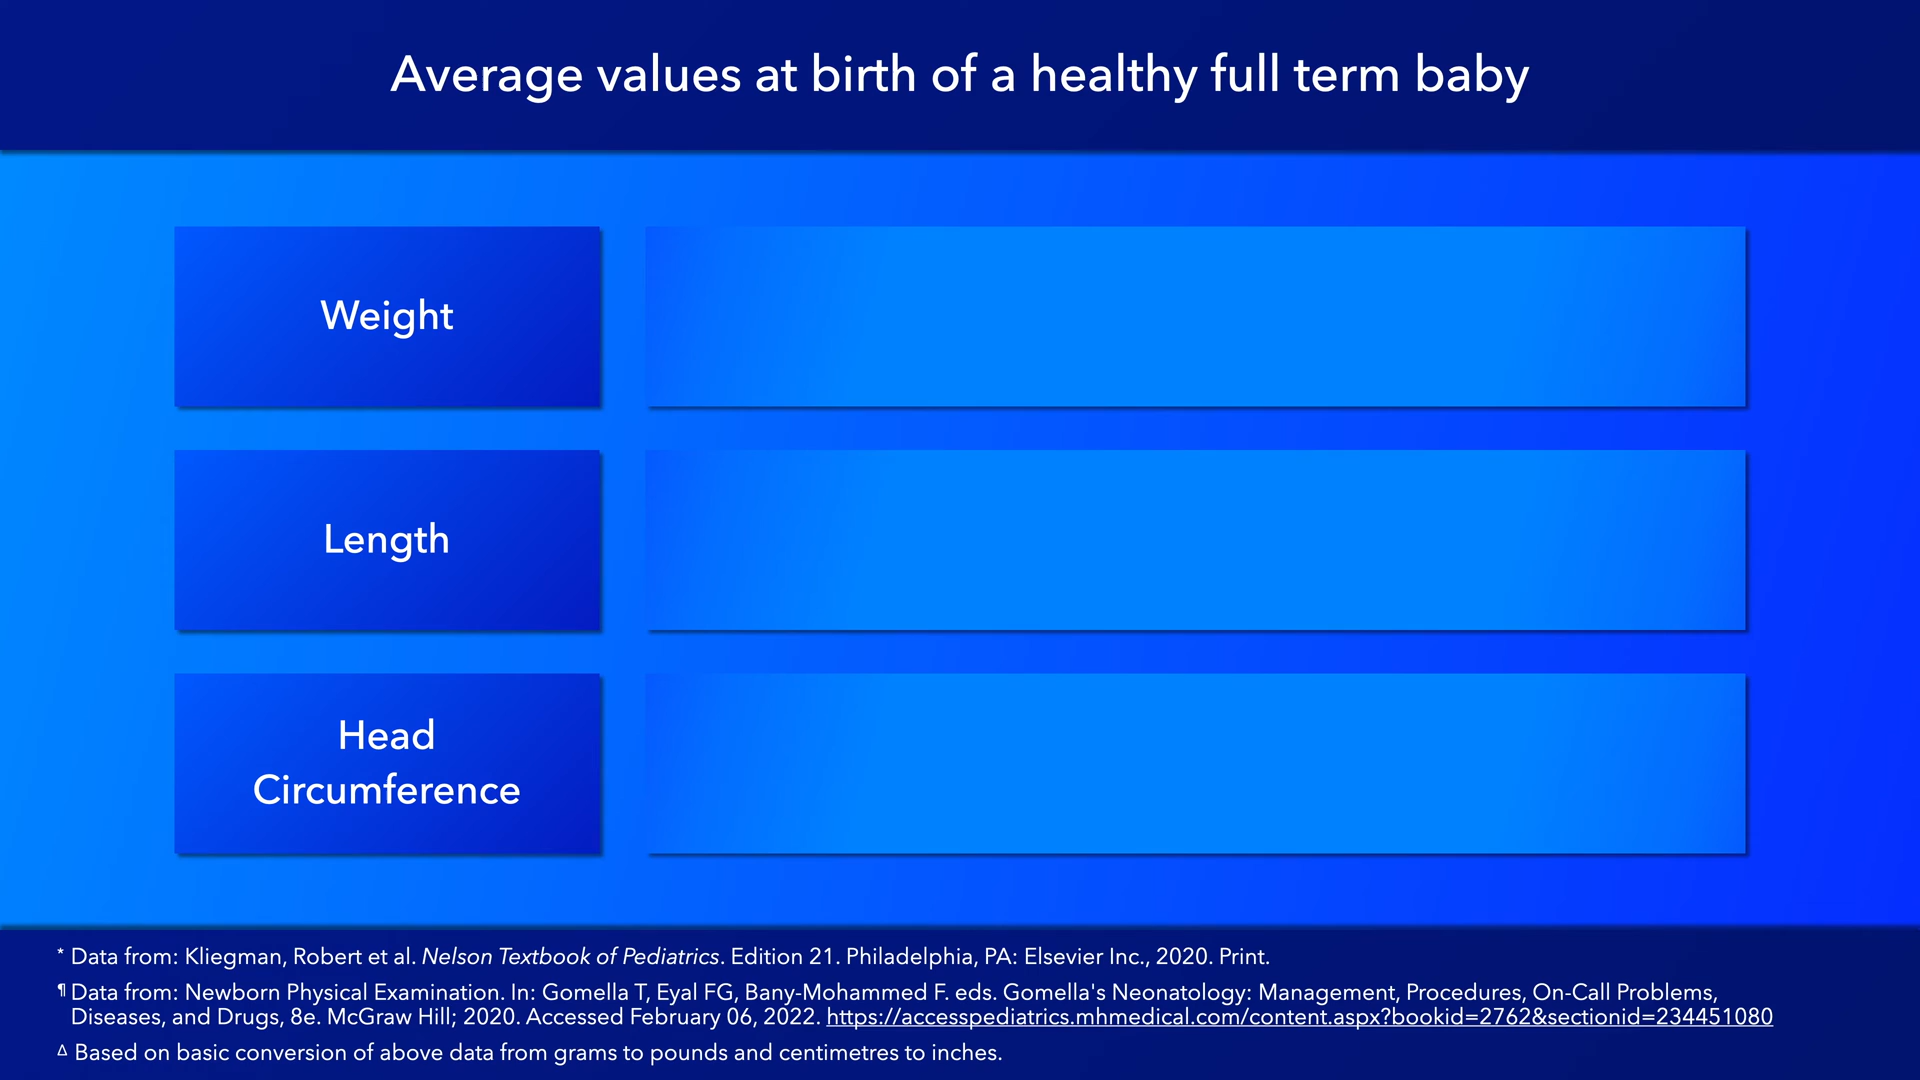 Average values at birth of a healthy full term baby
Weight
Length
Head
Circumference
* Data from: Kliegman, Robert et al. Nelson Textbook of Pediatrics. Edition 21. Philadelphia, PA: Elsevier Inc., 2020. Print.
¶ Data from: Newborn Physical Examination. In: Gomella T, Eyal FG, Bany-Mohammed F. eds. Gomella's Neonatology: Management, Procedures, On-Call Problems,
Diseases, and Drugs, 8e. McGraw Hill; 2020. Accessed February 06, 2022. https://accesspediatrics.mhmedical.com/content.aspx?bookid=2762&sectionid=234451080
Δ Based on basic conversion of above data from grams to pounds and centimetres to inches.